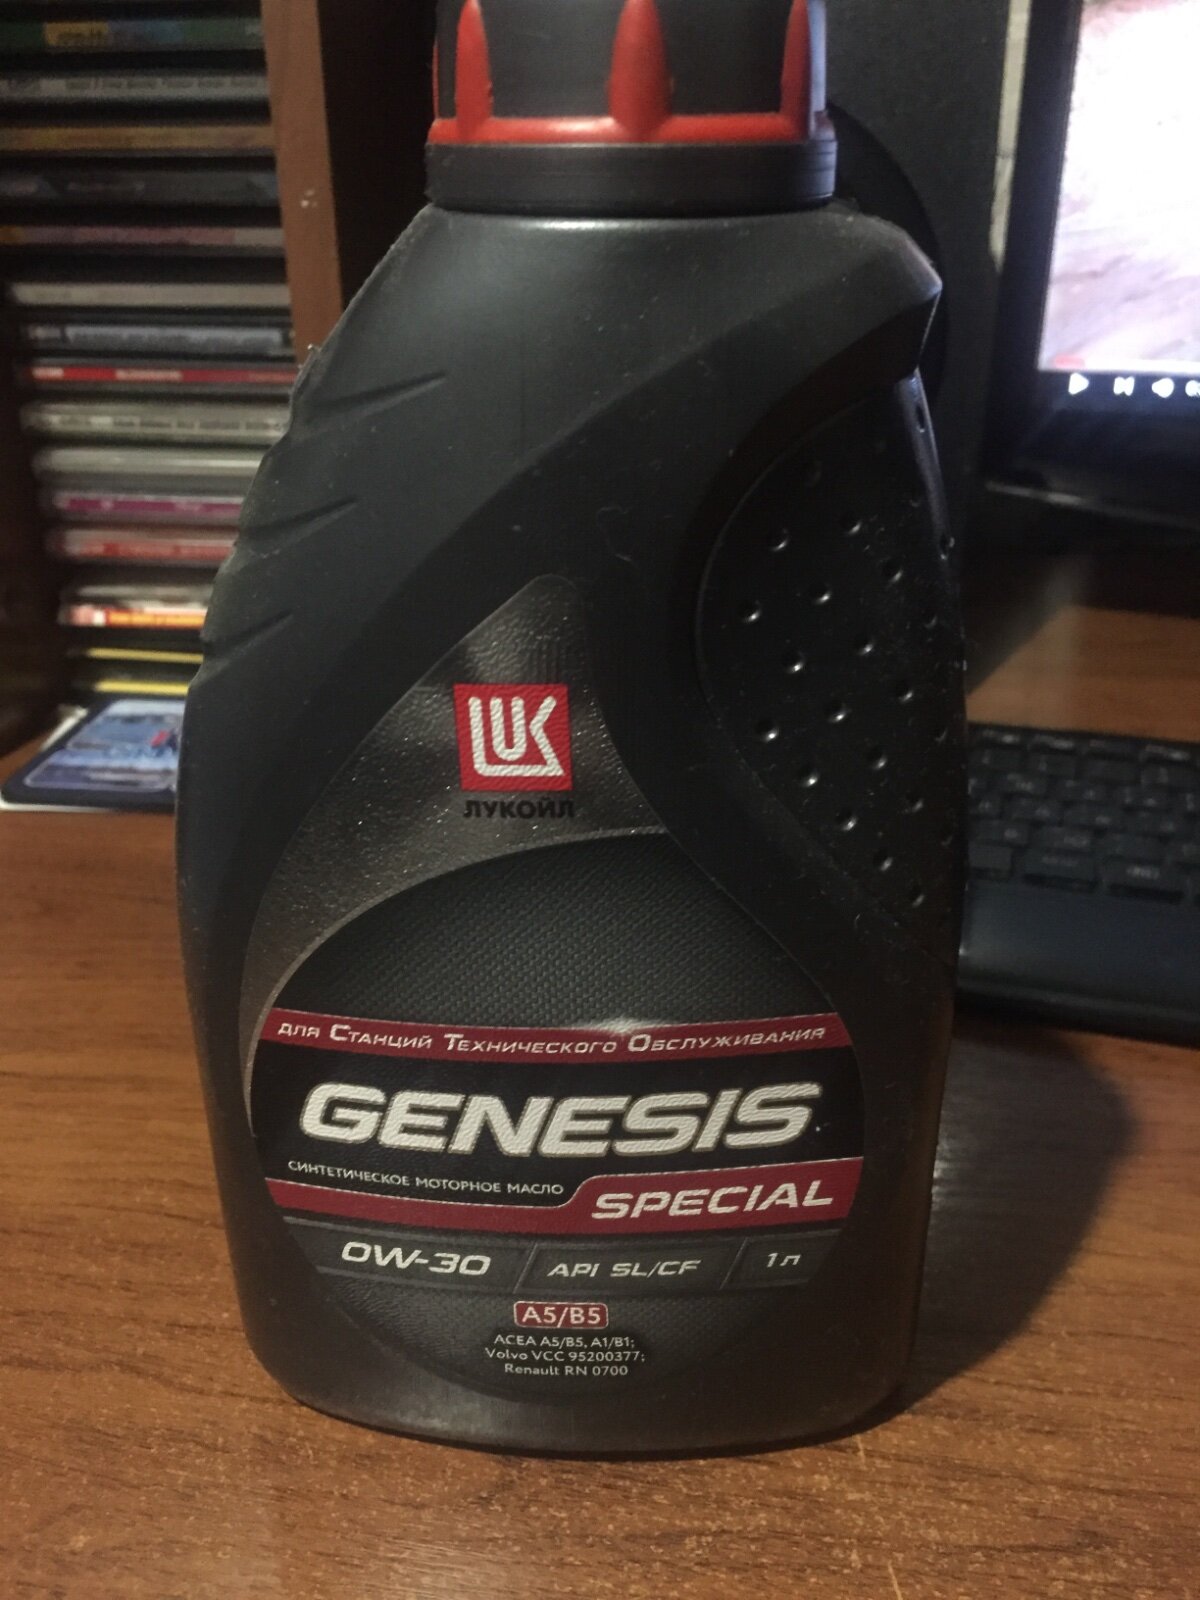 LUK
ЛУКОЙЛ
для Станций Технического Обслуживания
GENESIS
СИНТЕТИЧЕСКОЕ МОТОРНОЕ МАСЛО
SPECIAL
0W-30
API SL/CF
1 л
A5/B5
ACEA A5/B5, A1/B1;
Volvo VCC 95200377;
Renault RN 0700